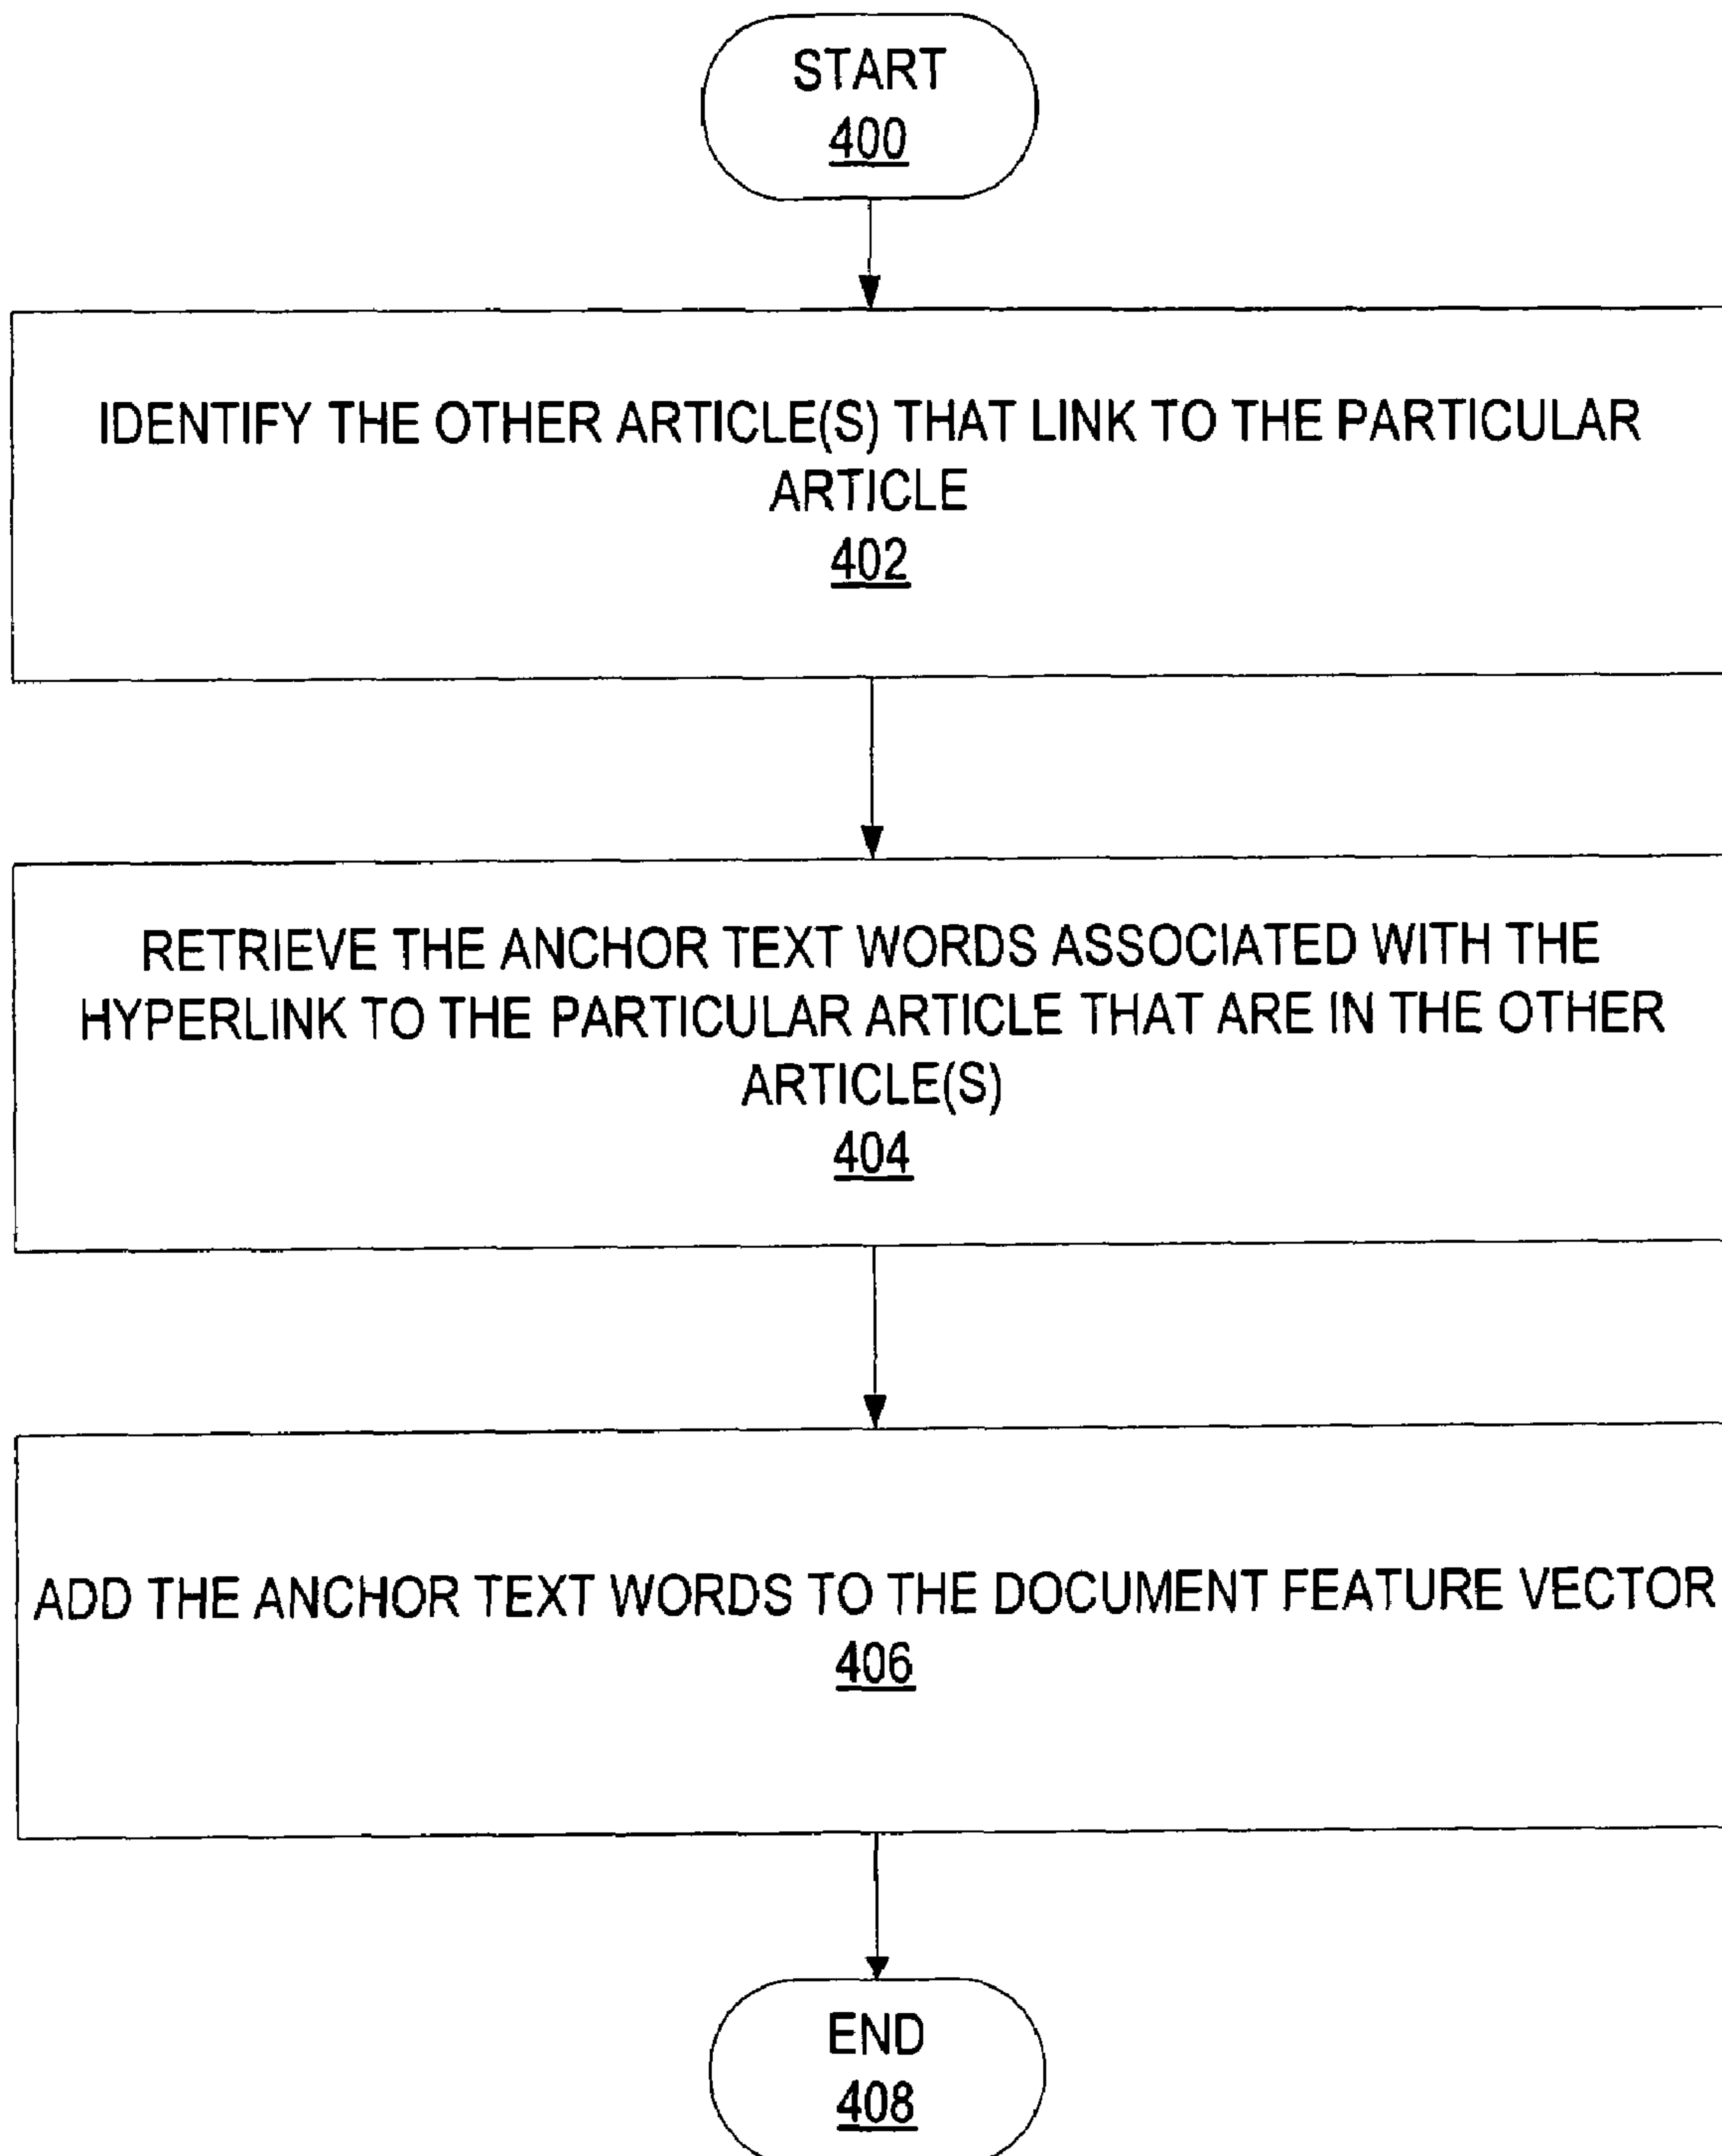 START
400
IDENTIFY THE OTHER ARTICLE(S) THAT LINK TO THE PARTICULAR
ARTICLE
402
RETRIEVE THE ANCHOR TEXT WORDS ASSOCIATED WITH THE
HYPERLINK TO THE PARTICULAR ARTICLE THAT ARE IN THE OTHER
ARTICLE(S)
404
ADD THE ANCHOR TEXT WORDS TO THE DOCUMENT FEATURE VECTOR
406
END
408